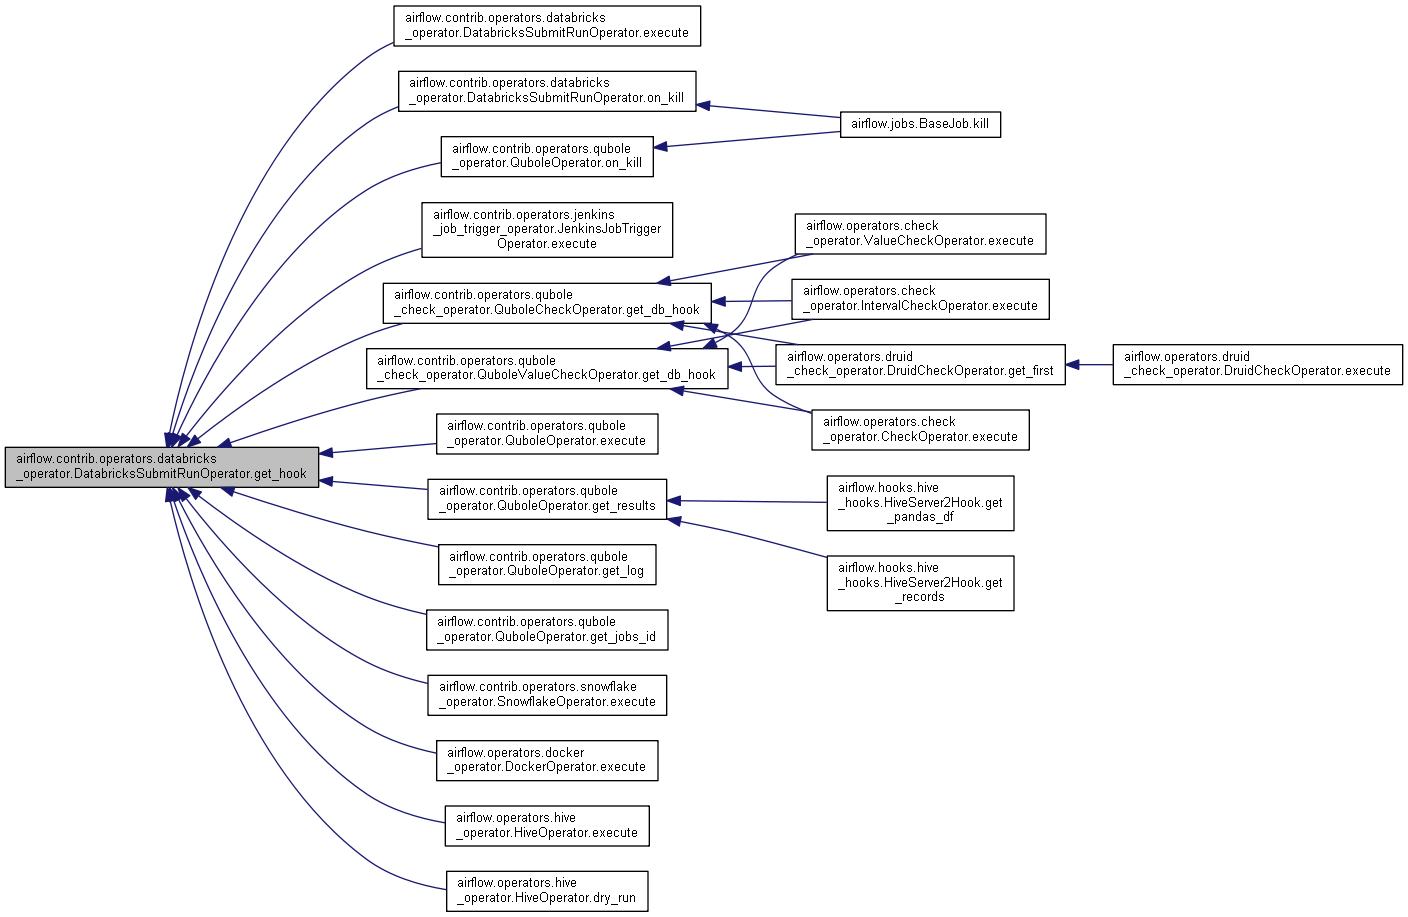 airflow.contrib.operators.databricks
_operator.DatabricksSubmitRunOperator.execute
airflow.contrib.operators.databricks
_operator.DatabricksSubmitRunOperator.on_kill
airflow.jobs.BaseJob.kill
airflow.contrib.operators.qubole
_operator.QuboleOperator.on_kill
airflow.contrib.operators.jenkins
_job_trigger_operator.JenkinsJobTrigger
Operator.execute
airflow.operators.check
_operator.ValueCheckOperator.execute
airflow.contrib.operators.qubole
_check_operator.QuboleCheckOperator.get_db_hook
airflow.operators.check
_operator.IntervalCheckOperator.execute
airflow.contrib.operators.qubole
_check_operator.QuboleValueCheckOperator.get_db_hook
airflow.operators.druid
_check_operator.DruidCheckOperator.get_first
airflow.operators.druid
_check_operator.DruidCheckOperator.execute
airflow.operators.check
_operator.CheckOperator.execute
airflow.contrib.operators.qubole
_operator.QuboleOperator.execute
airflow.contrib.operators.databricks
_operator.DatabricksSubmitRunOperator.get_hook
airflow.contrib.operators.qubole
_operator.QuboleOperator.get_results
airflow.hooks.hive
_hooks.HiveServer2Hook.get
_pandas_df
airflow.contrib.operators.qubole
_operator.QuboleOperator.get_log
airflow.hooks.hive
_hooks.HiveServer2Hook.get
_records
airflow.contrib.operators.qubole
_operator.QuboleOperator.get_jobs_id
airflow.contrib.operators.snowflake
_operator.SnowflakeOperator.execute
airflow.operators.docker
_operator.DockerOperator.execute
airflow.operators.hive
_operator.HiveOperator.execute
airflow.operators.hive
_operator.HiveOperator.dry_run